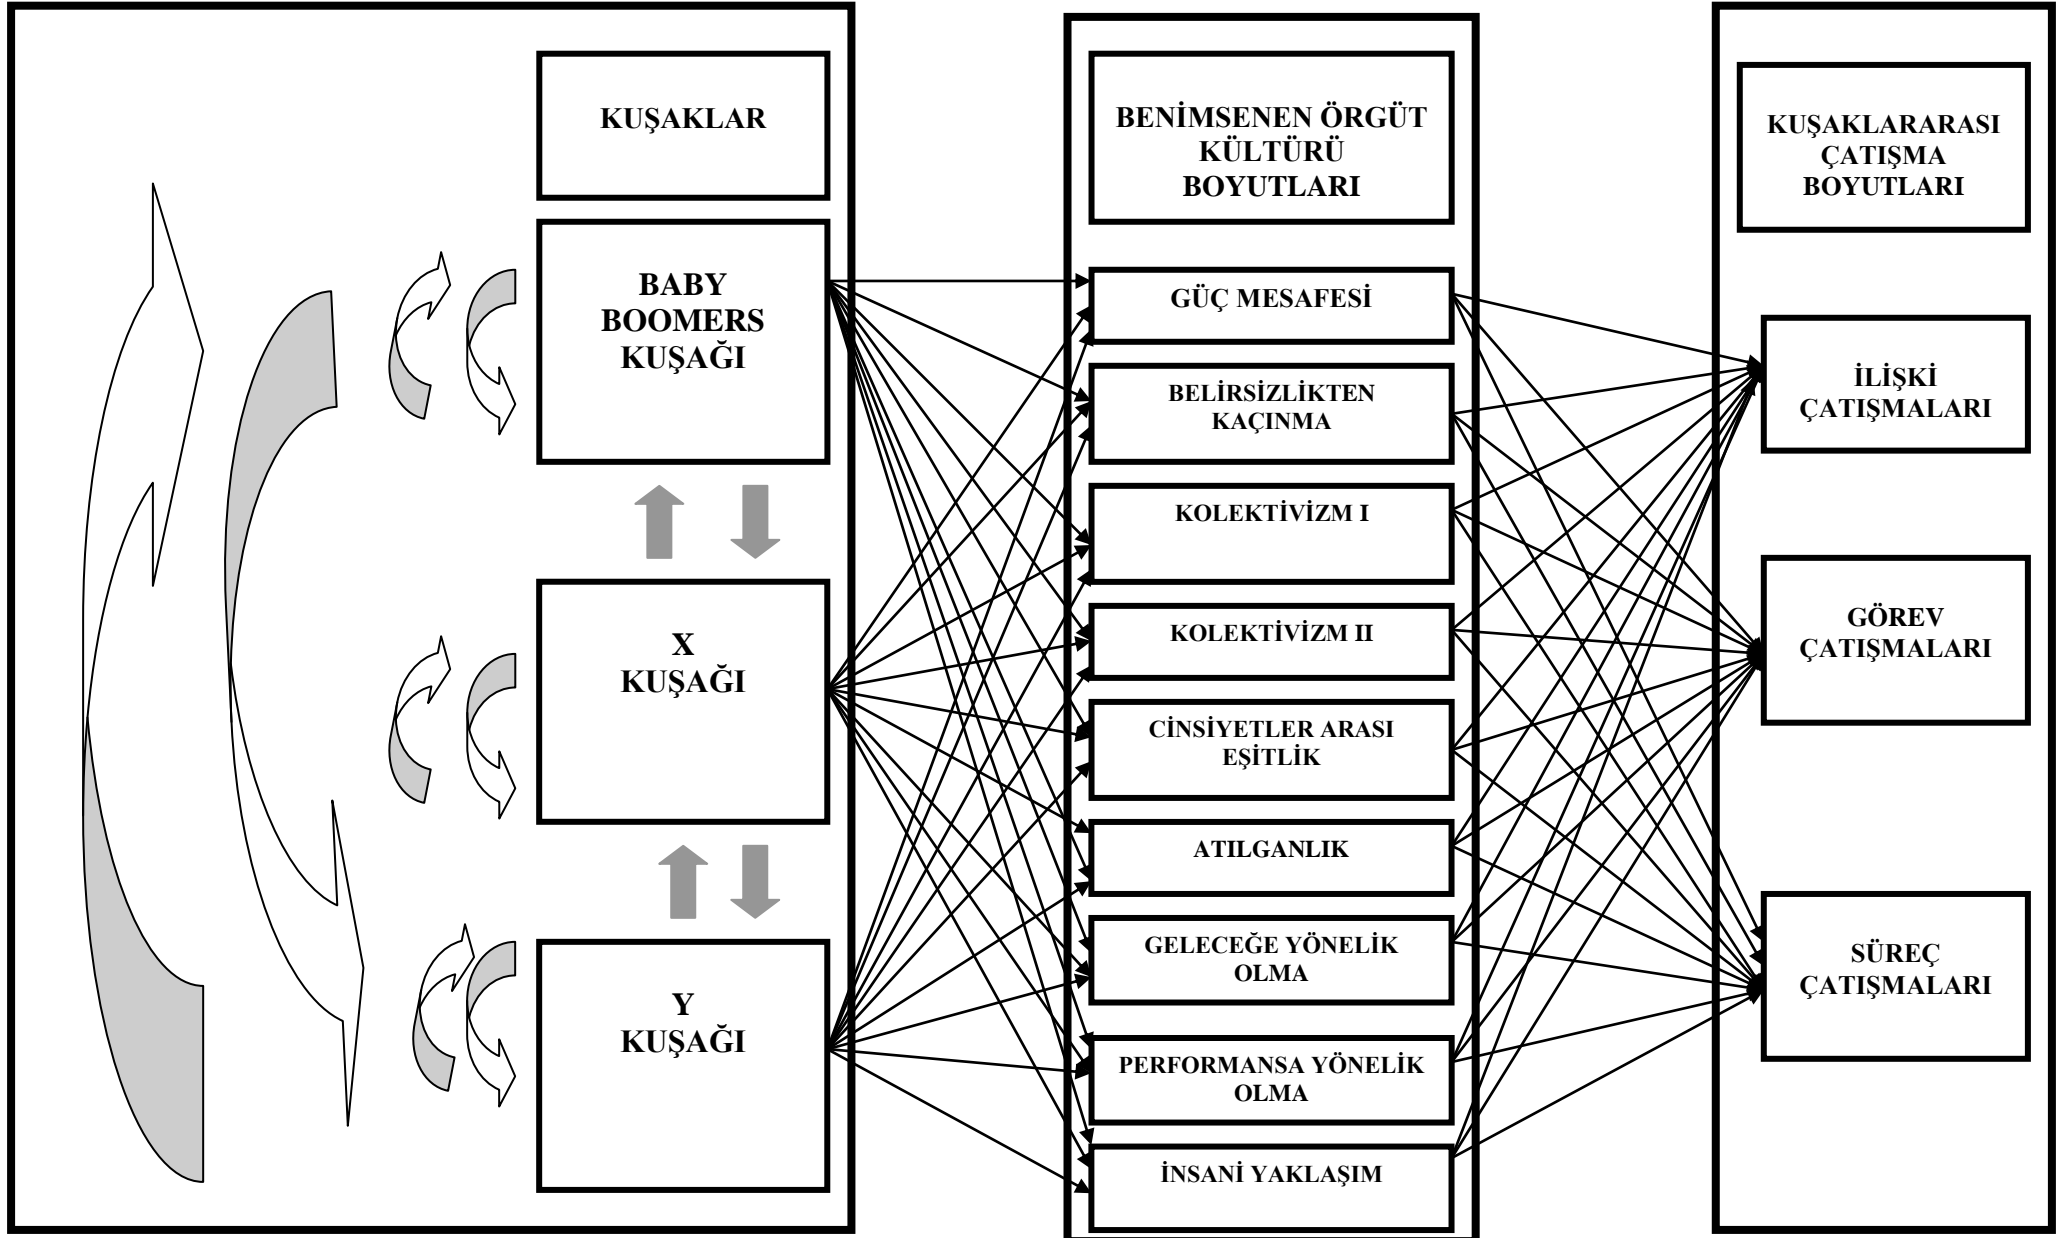 KUŞAKLAR
BABY
BOOMERS
KUŞAĞI
X
KUŞAĞI
Y
KUŞAĞI
BENİMSENEN ÖRGÜT
KÜLTÜRÜ
BOYUTLARI
GÜÇ MESAFESİ
BELİRSİZLİKTEN
KAÇINMA
KOLEKTİVİZM I
KOLEKTİVİZM II
CİNSİYETLER ARASI
EŞİTLİK
ATILGANLIK
GELECEĞE YÖNELİK
OLMA
PERFORMANSA YÖNELİK
OLMA
İNSANİ YAKLAŞIM
KUŞAKLARARASI
ÇATIŞMA
BOYUTLARI
İLİŞKİ
ÇATIŞMALARI
GÖREV
ÇATIŞMALARI
SÜREÇ
ÇATIŞMALARI